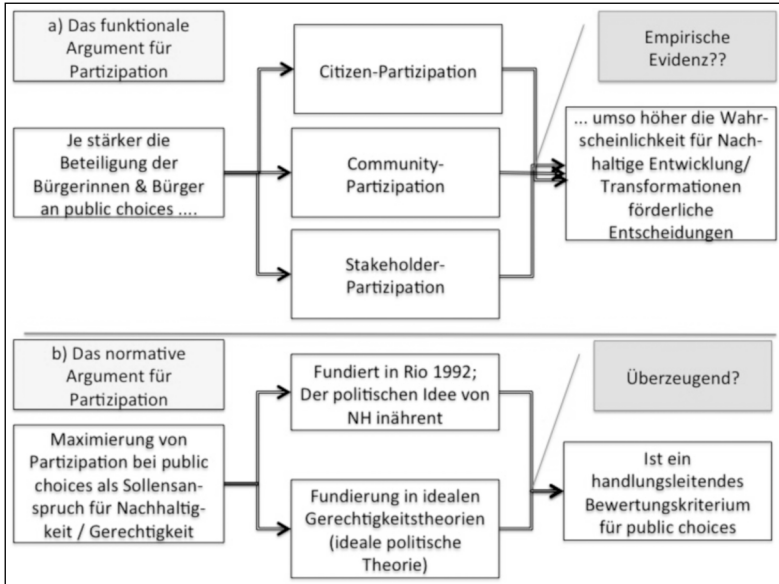 a) Das funktionale
Argument für
Partizipation
Je stärker die
Beteiligung der
Bürgerinnen & Bürger
an public choices ....
Citizen-Partizipation
Community-
Partizipation
Stakeholder-
Partizipation
Empirische
Evidenz??
... umso höher die Wahr-
scheinlichkeit für Nach-
haltige Entwicklung/
Transformationen
förderliche
Entscheidungen
b) Das normative
Argument für
Partizipation
Maximierung von
Partizipation bei public
choices als Sollensan-
spruch für Nachhaltig-
keit / Gerechtigkeit
Fundiert in Rio 1992;
Der politischen Idee von
NH inährent
Fundierung in idealen
Gerechtigkeitstheorien
(ideale politische
Theorie)
Überzeugend?
Ist ein
handlungsleitendes
Bewertungskriterium
für public choices